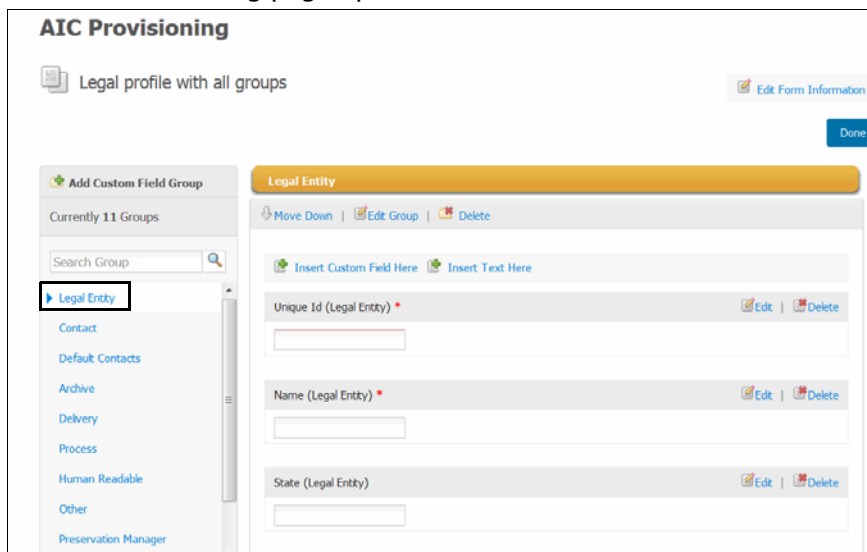 AIC Provisioning
Legal profile with all groups
Edit Form Information
Done
Add Custom Field Group
Currently 11 Groups
Search Group
Legal Entity
Contact
Default Contacts
Archive
Delivery
Process
Human Readable
Other
Preservation Manager
Legal Entity
Move Down | Edit Group | Delete
Insert Custom Field Here Insert Text Here
Unique Id (Legal Entity) * Edit | Delete
Name (Legal Entity) * Edit | Delete
State (Legal Entity) Edit | Delete